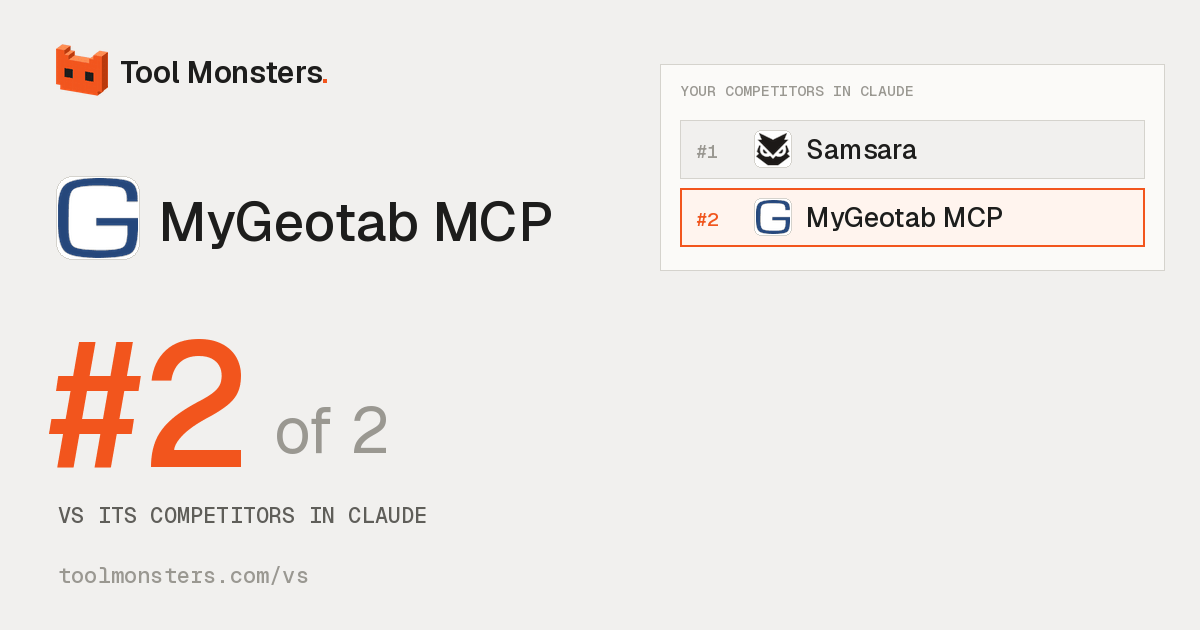 Tool Monsters.
MyGeotab MCP
#2 of 2
VS ITS COMPETITORS IN CLAUDE
toolmonsters.com/vs
YOUR COMPETITORS IN CLAUDE
#1 Samsara
#2 G MyGeotab MCP